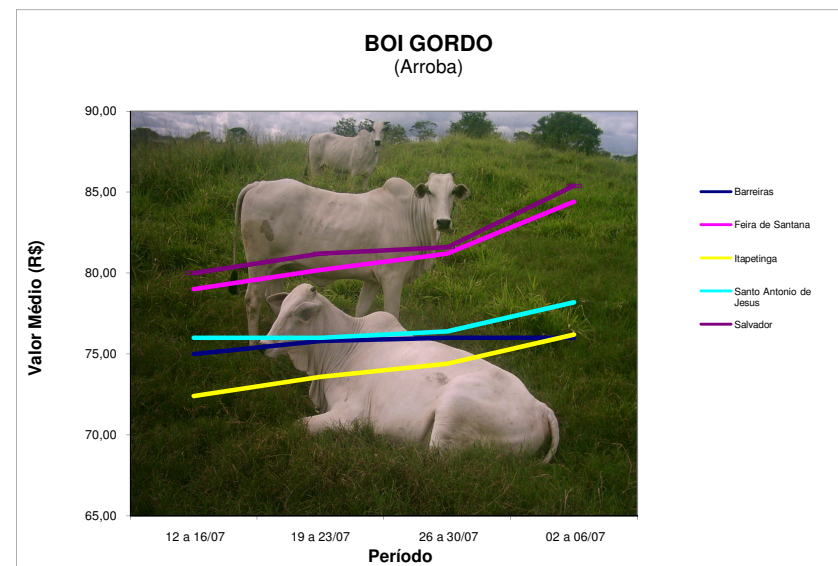 BOI GORDO
(Arroba)
90,00
85,00
80,00
75,00
70,00
65,00
Valor Médio (R$)
12 a 16/07
19 a 23/07
26 a 30/07
02 a 06/07
Período
Barreiras
Feira de Santana
Itapetinga
Santo Antonio de
Jesus
Salvador